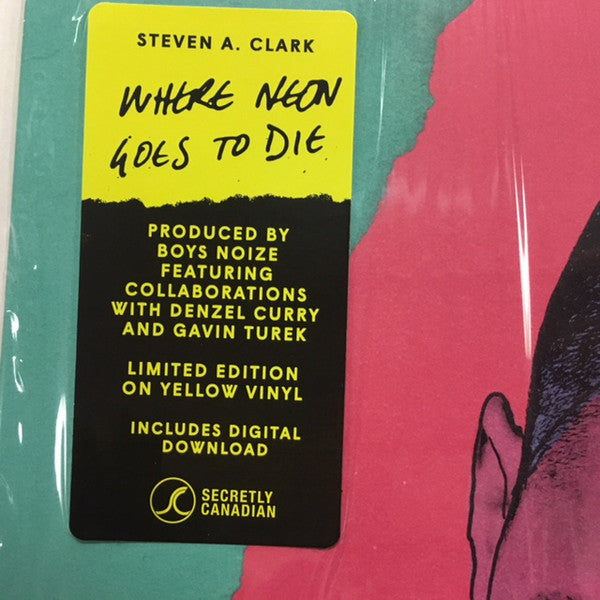 STEVEN A. CLARK
WHERE NEON
GOES TO DIE
PRODUCED BY
BOYS NOIZE
FEATURING
COLLABORATIONS
WITH DENZEL CURRY
AND GAVIN TUREK
LIMITED EDITION
ON YELLOW VINYL
INCLUDES DIGITAL
DOWNLOAD
SECRETLY
CANADIAN